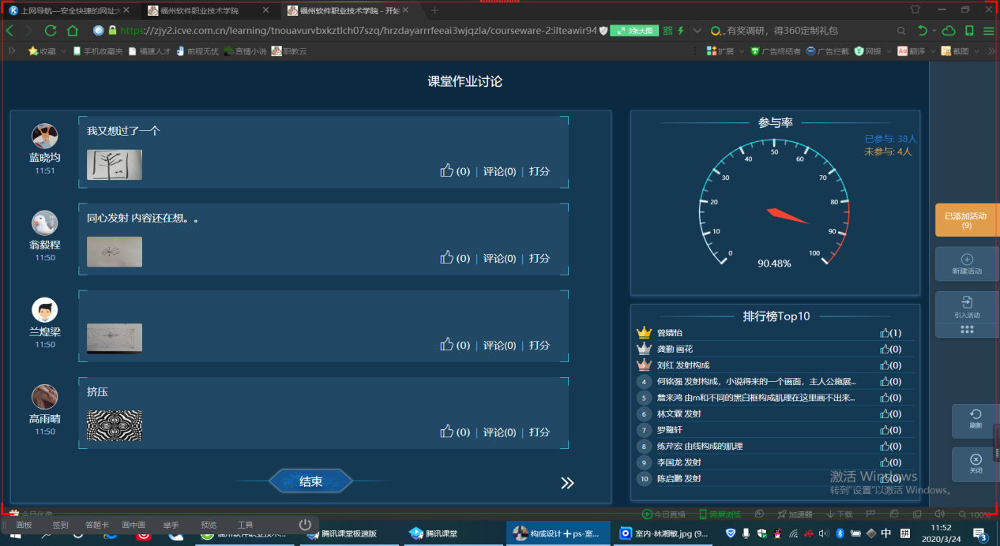 上网导航—安全快捷的网址大
福州软件职业技术学院
福州软件职业技术学院 - 开始
https://zjy2.icve.com.cn/learning/tnouavurvbxkztlch07szq/hrzdayarrrfeeai3wjqzla/courseware-2:ilteawir94
3张大图
有奖调研，得360定制礼包
收藏
手机收藏夹
福建人才
前程无忧
言情小说
职教云
扩展
广告终结者
广告拦截
网银
翻译
截图
课堂作业讨论
蓝晓均
11:51
我又想过了一个
(0) | 评论(0) | 打分
翁毅程
11:50
同心发射 内容还在想。。
(0) | 评论(0) | 打分
兰煌梁
11:50
(0) | 评论(0) | 打分
高雨晴
11:50
挤压
(0) | 评论(0) | 打分
结束
参与率
已参与: 38人
未参与: 4人
0
10
20
30
40
50
60
70
80
90
100
90.48%
排行榜Top10
曾婧怡 (1)
龚勤 画花 (0)
刘红 发射构成 (0)
4 何铭强 发射构成，小说得来的一个画面，主人公施展... (0)
5 詹来鸿 由m和不同的黑白框构成肌理在这里画不出来... (0)
6 林文霖 发射 (0)
7 罗鸷轩 (0)
8 练芹宏 由线构成的肌理 (0)
9 李国龙 发射 (0)
10 陈启鹏 发射 (0)
已添加活动
(9)
新建活动
引入活动
刷新
关闭
激活 Windows
转到"设置"以激活 Windows。
今日优选
今日直播
跨屏浏览
加速器
下载
100%
画板
签到
答题卡
画中画
举手
预览
工具
福州软件职业技术...
腾讯课堂极速版
腾讯课堂
构成设计＋ps-室...
室内-林湘敏.jpg (9...
中
拼
11:52
2020/3/24
3